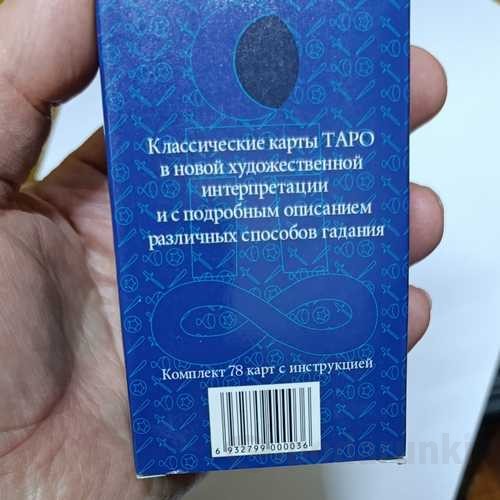 Классические карты ТАРО
в новой художественной
интерпретации
и с подробным описанием
различных способов гадания
Комплект 78 карт с инструкцией
6 932799 000036